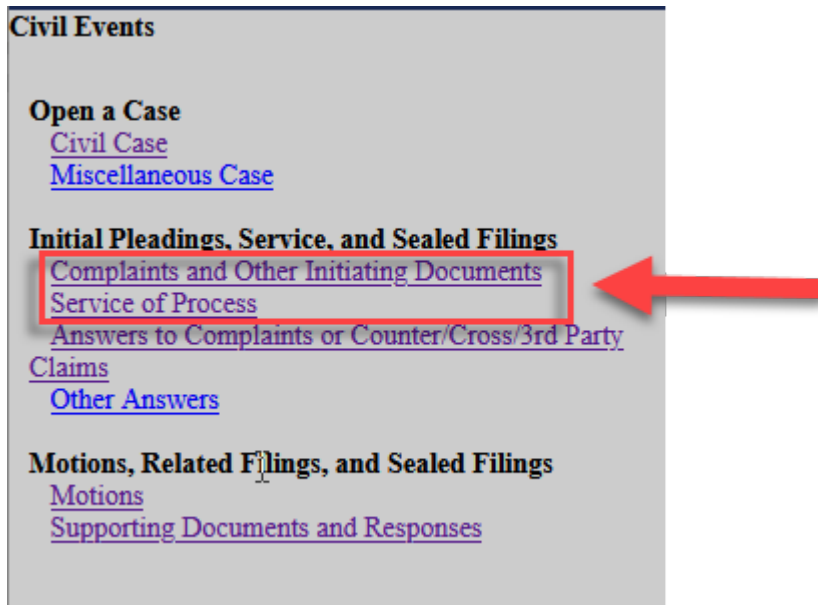 Civil Events
Open a Case
Civil Case
Miscellaneous Case
Initial Pleadings, Service, and Sealed Filings
Complaints and Other Initiating Documents
Service of Process
Answers to Complaints or Counter/Cross/3rd Party
Claims
Other Answers
Motions, Related Filings, and Sealed Filings
Motions
Supporting Documents and Responses